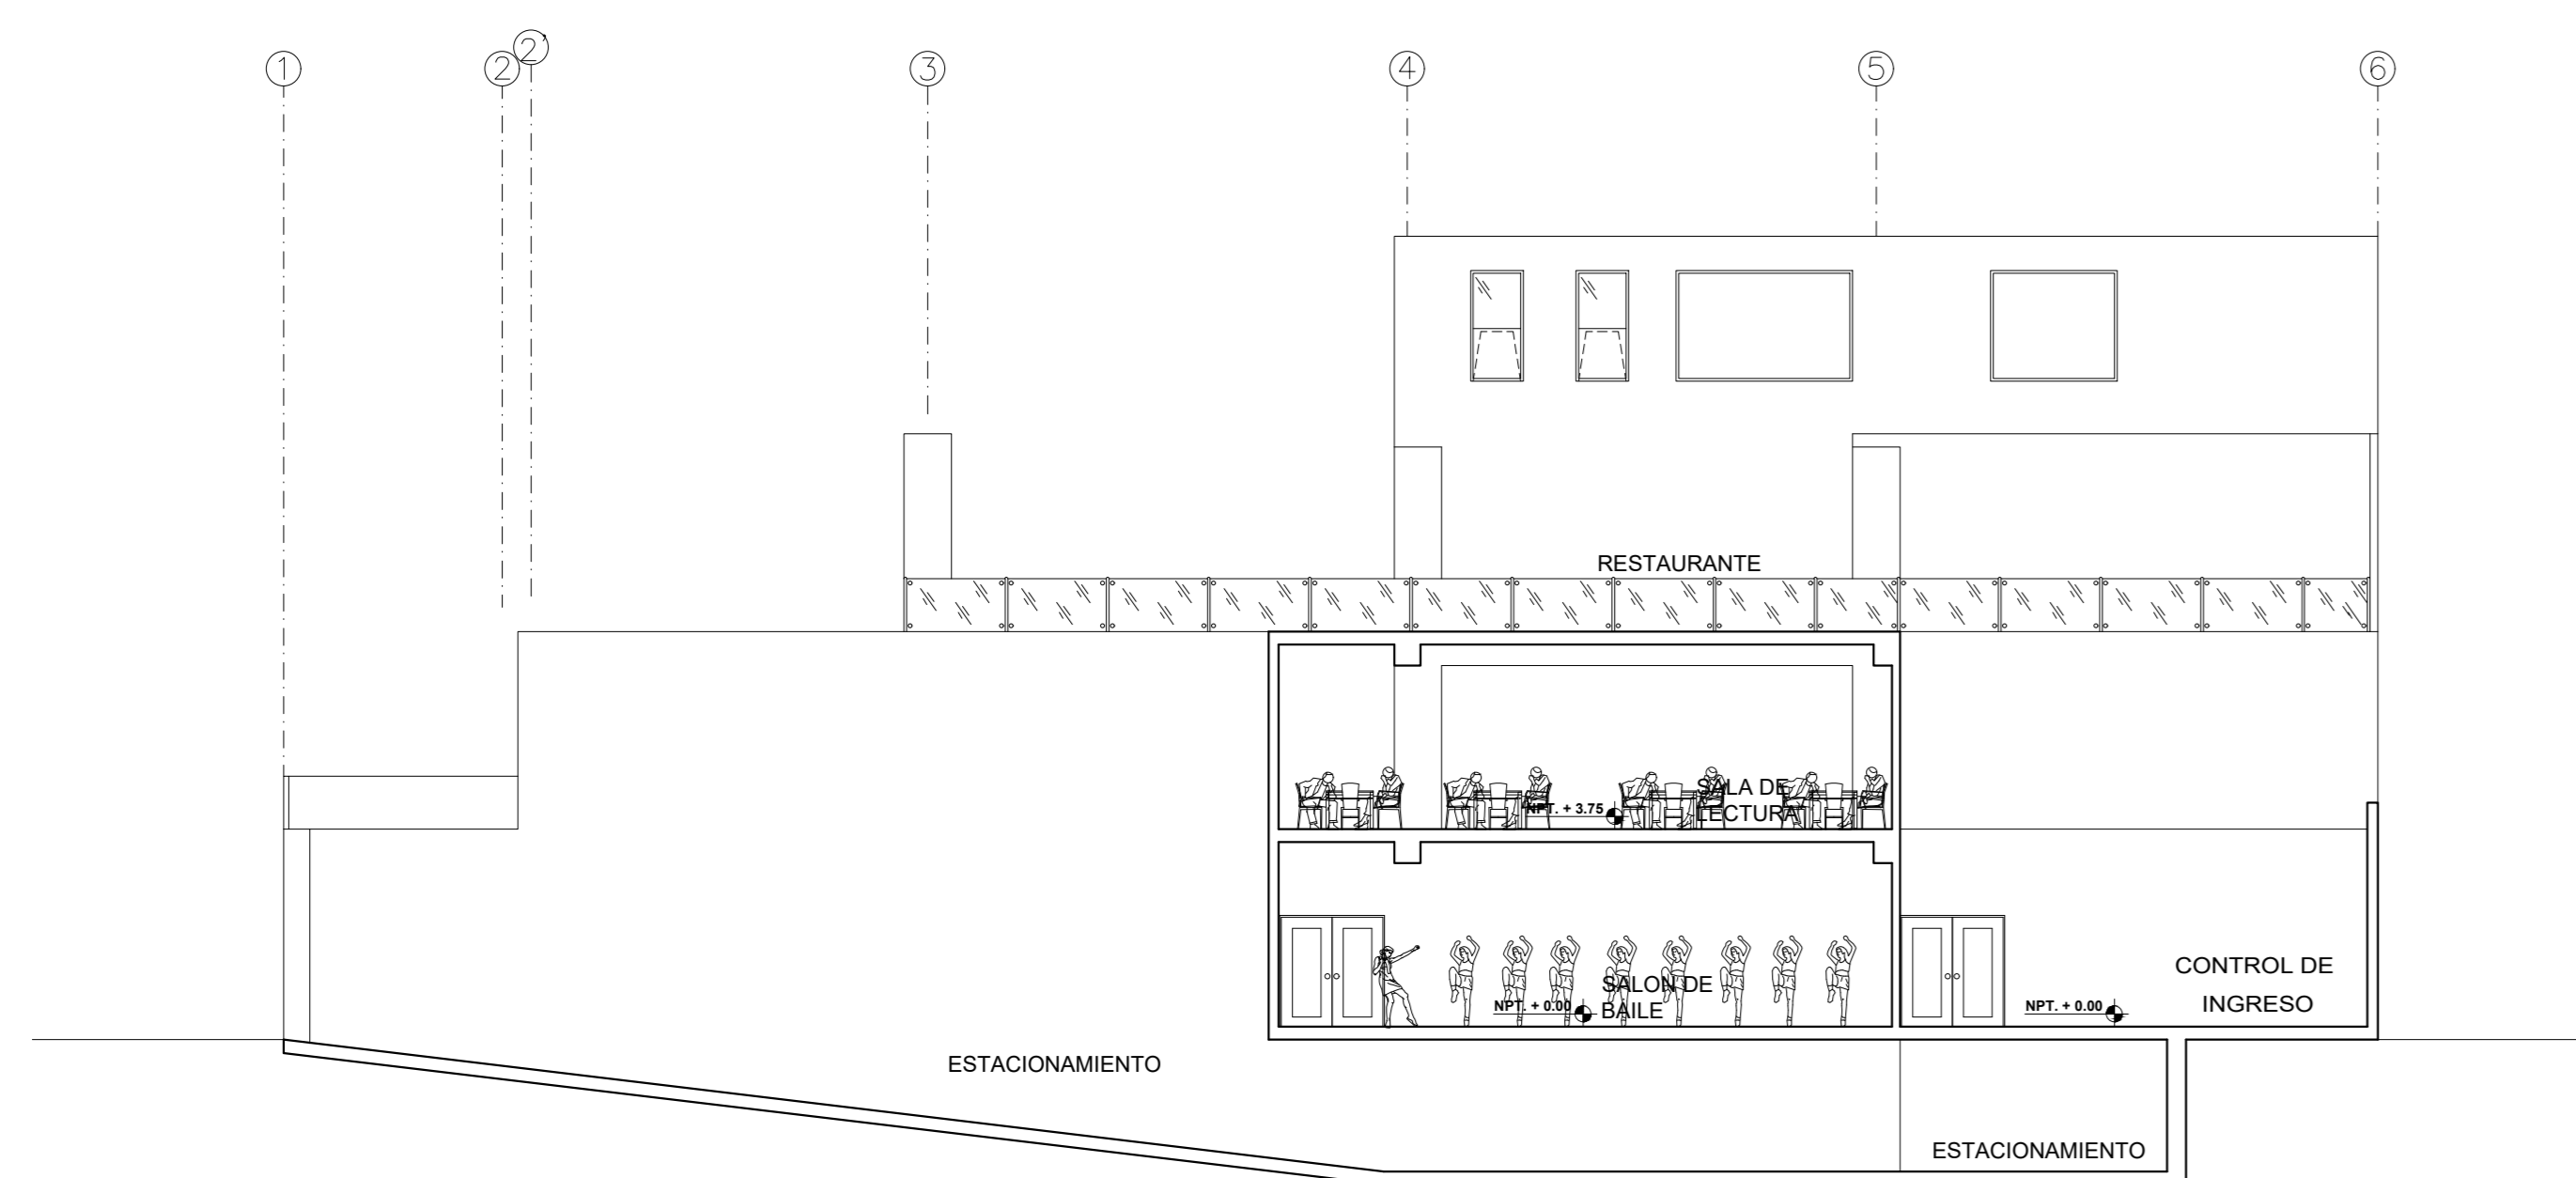 1
2
2'
3
4
5
6
RESTAURANTE
SALA DE
LECTURA
NPT. + 3.75
SALON DE
BAILE
NPT. + 0.00
CONTROL DE
INGRESO
NPT. + 0.00
ESTACIONAMIENTO
ESTACIONAMIENTO